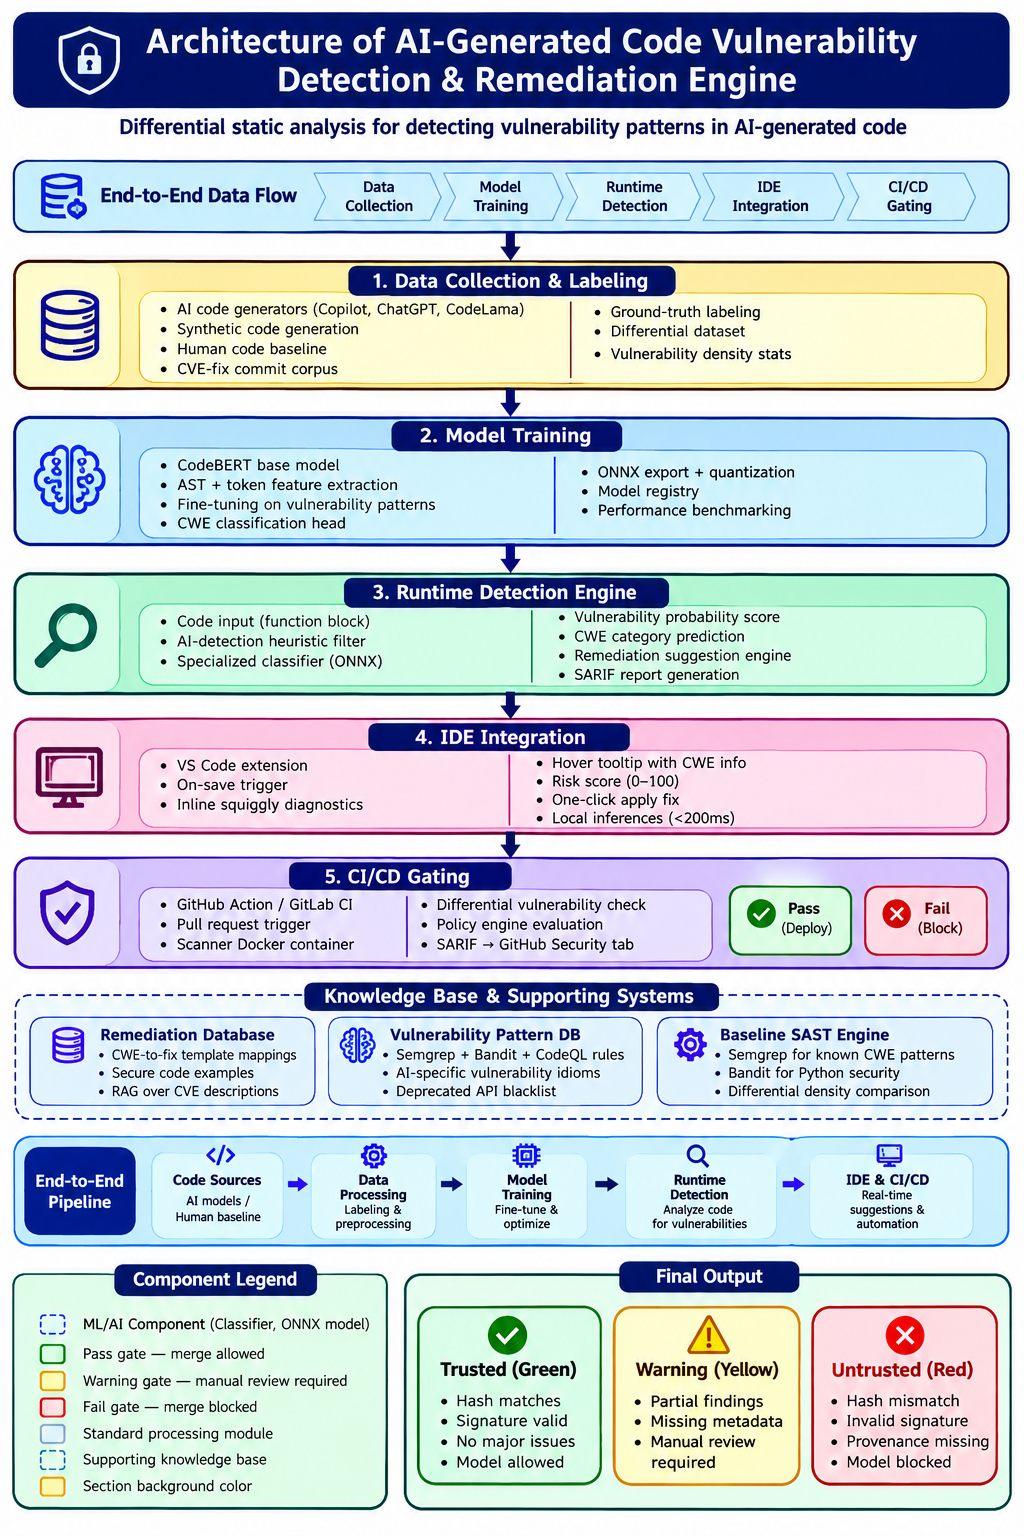 Architecture of AI-Generated Code Vulnerability
Detection & Remediation Engine
Differential static analysis for detecting vulnerability patterns in AI-generated code
End-to-End Data Flow
Data
Collection
Model
Training
Runtime
Detection
IDE
Integration
CI/CD
Gating
1. Data Collection & Labeling
• AI code generators (Copilot, ChatGPT, CodeLama)
• Synthetic code generation
• Human code baseline
• CVE-fix commit corpus
• Ground-truth labeling
• Differential dataset
• Vulnerability density stats
2. Model Training
• CodeBERT base model
• AST + token feature extraction
• Fine-tuning on vulnerability patterns
• CWE classification head
• ONNX export + quantization
• Model registry
• Performance benchmarking
3. Runtime Detection Engine
• Code input (function block)
• AI-detection heuristic filter
• Specialized classifier (ONNX)
• Vulnerability probability score
• CWE category prediction
• Remediation suggestion engine
• SARIF report generation
4. IDE Integration
• VS Code extension
• On-save trigger
• Inline squiggly diagnostics
• Hover tooltip with CWE info
• Risk score (0–100)
• One-click apply fix
• Local inferences (<200ms)
5. CI/CD Gating
• GitHub Action / GitLab CI
• Pull request trigger
• Scanner Docker container
• Differential vulnerability check
• Policy engine evaluation
• SARIF → GitHub Security tab
Pass
(Deploy)
Fail
(Block)
Knowledge Base & Supporting Systems
Remediation Database
• CWE-to-fix template mappings
• Secure code examples
• RAG over CVE descriptions
Vulnerability Pattern DB
• Semgrep + Bandit + CodeQL rules
• AI-specific vulnerability idioms
• Deprecated API blacklist
Baseline SAST Engine
• Semgrep for known CWE patterns
• Bandit for Python security
• Differential density comparison
End-to-End
Pipeline
</>
Code Sources
AI models /
Human baseline
Data
Processing
Labeling &
preprocessing
Model
Training
Fine-tune &
optimize
Runtime
Detection
Analyze code
for vulnerabilities
IDE & CI/CD
Real-time
suggestions &
automation
Component Legend
ML/AI Component (Classifier, ONNX model)
Pass gate — merge allowed
Warning gate — manual review required
Fail gate — merge blocked
Standard processing module
Supporting knowledge base
Section background color
Final Output
Trusted (Green)
• Hash matches
• Signature valid
• No major issues
• Model allowed
Warning (Yellow)
• Partial findings
• Missing metadata
• Manual review
required
Untrusted (Red)
• Hash mismatch
• Invalid signature
• Provenance missing
• Model blocked